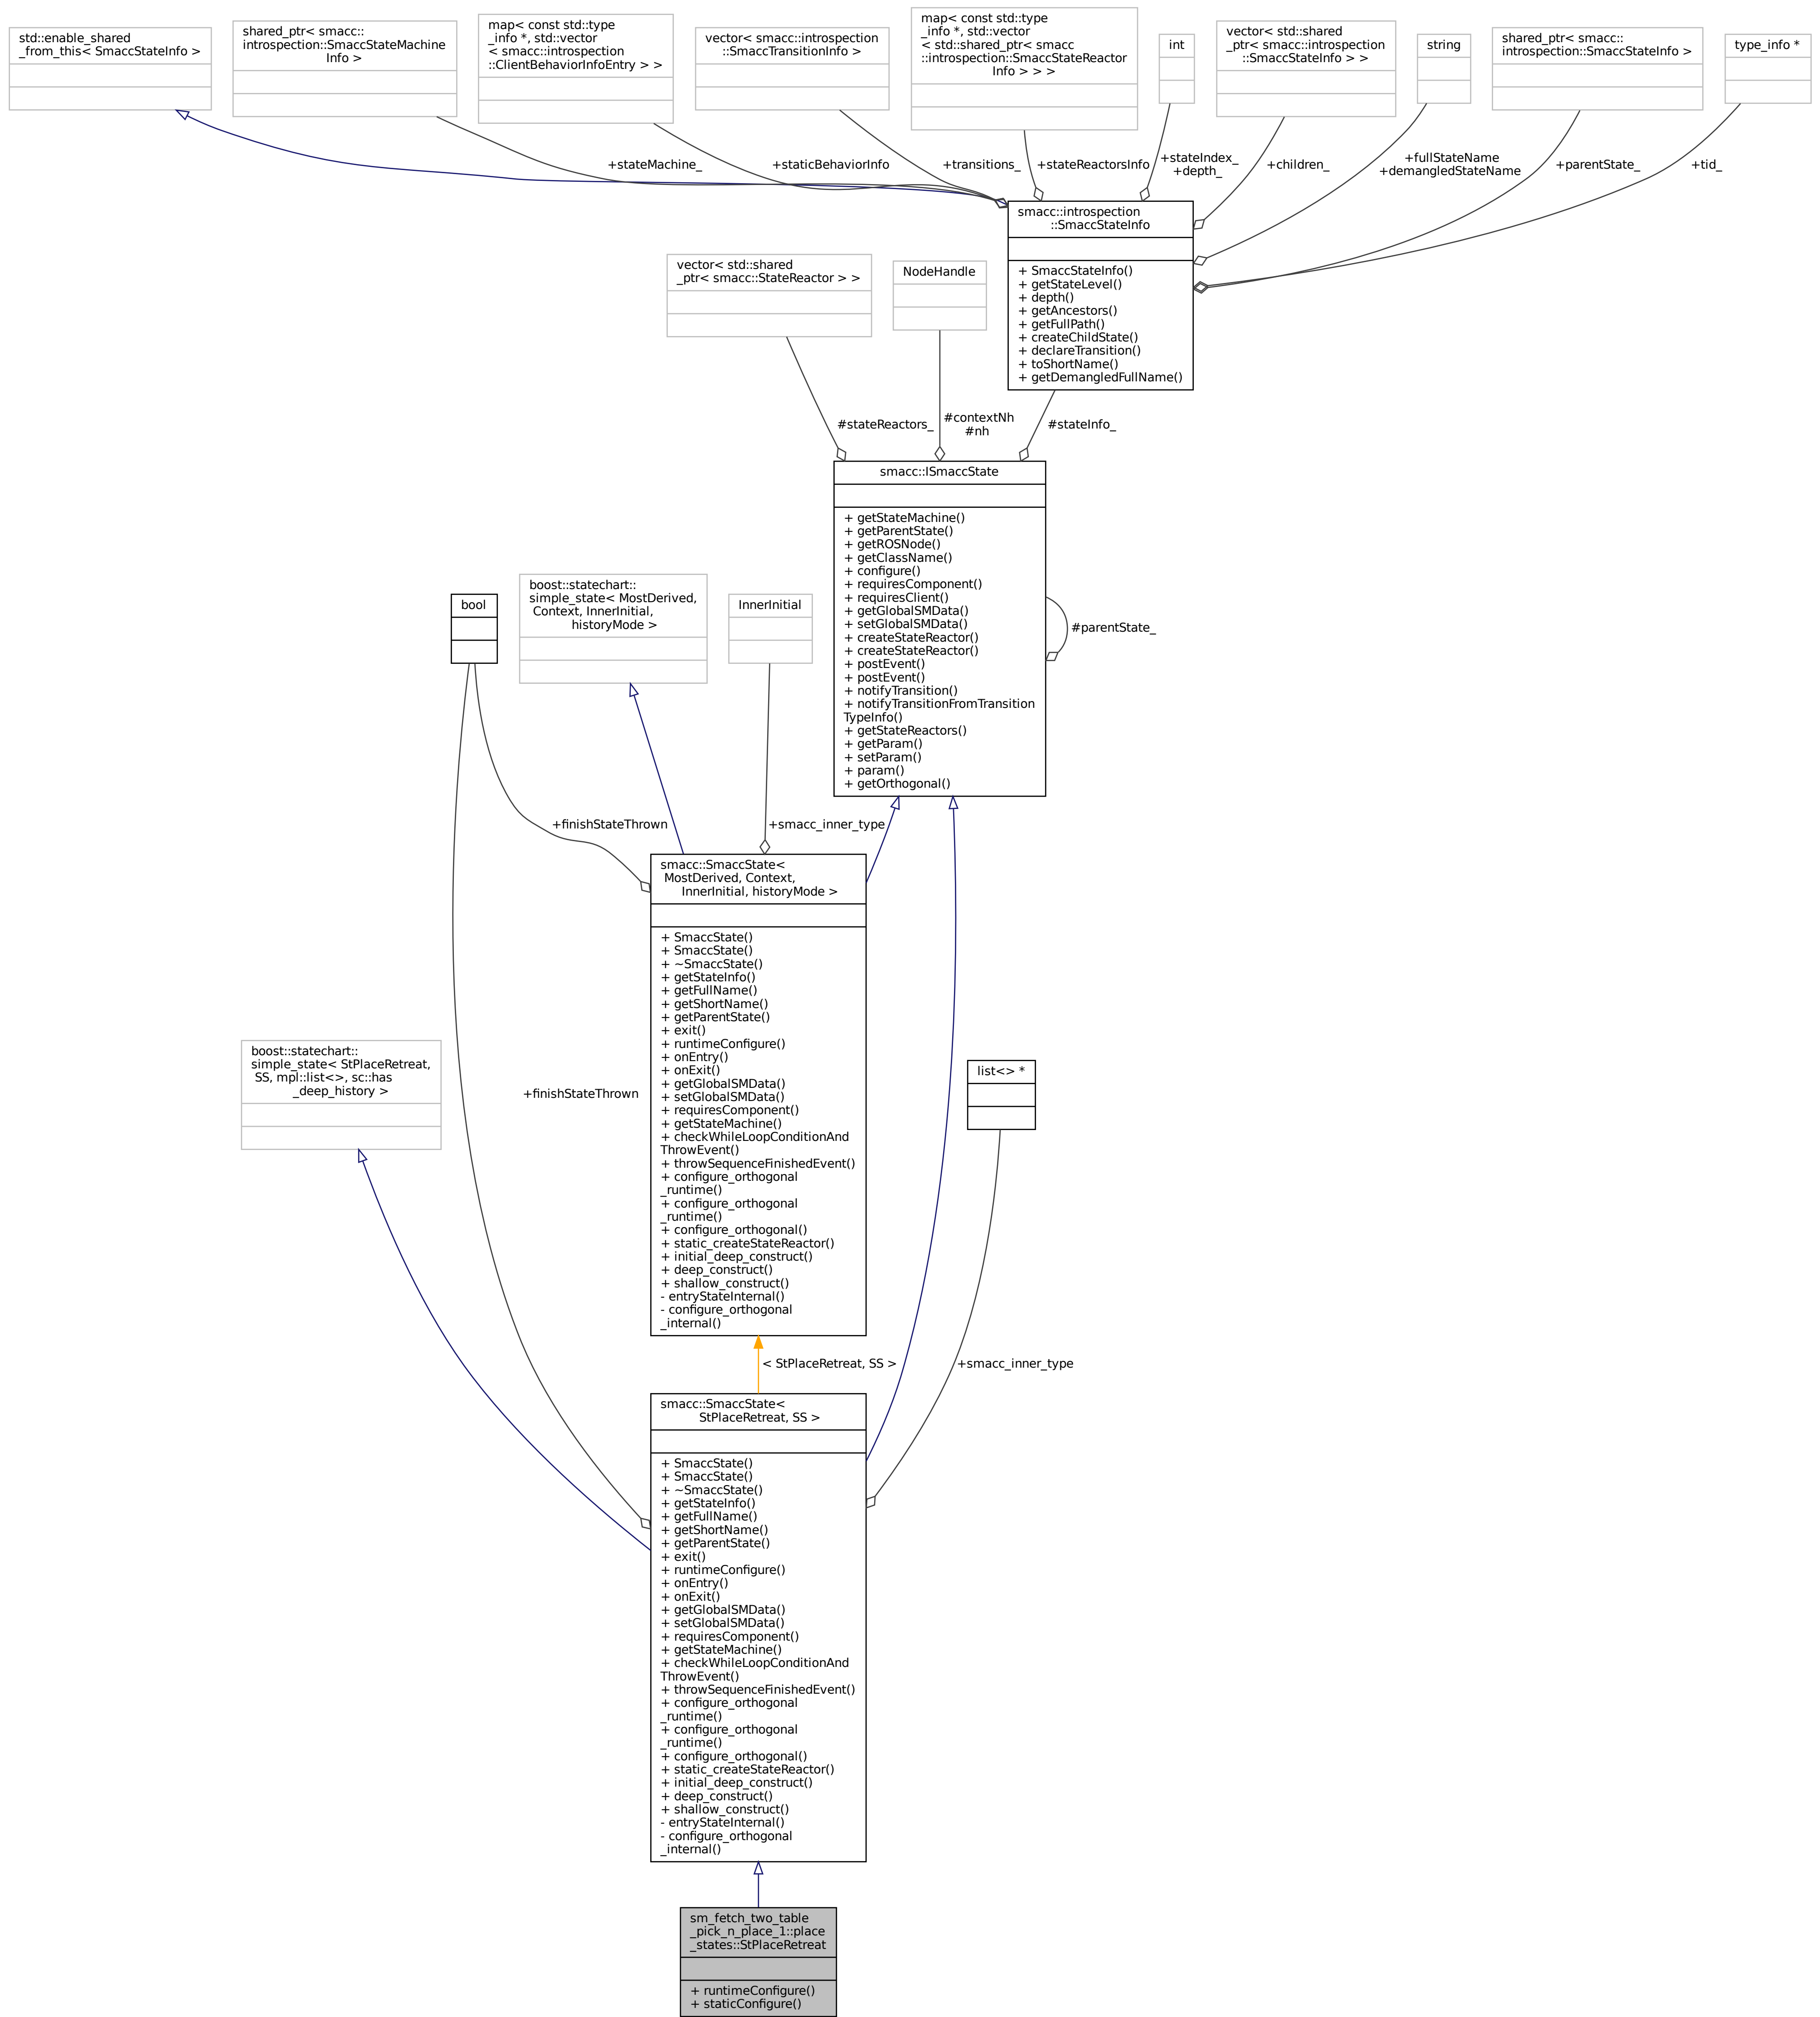 std::enable_shared
_from_this< SmaccStateInfo >
shared_ptr< smacc::
introspection::SmaccStateMachine
Info >
map< const std::type
_info *, std::vector
< smacc::introspection
::ClientBehaviorInfoEntry > >
vector< smacc::introspection
::SmaccTransitionInfo >
map< const std::type
_info *, std::vector
< std::shared_ptr< smacc
::introspection::SmaccStateReactor
Info > > >
int
vector< std::shared
_ptr< smacc::introspection
::SmaccStateInfo > >
string
shared_ptr< smacc::
introspection::SmaccStateInfo >
type_info *
+stateMachine_
+staticBehaviorInfo
+transitions_
+stateReactorsInfo
+stateIndex_
+depth_
+children_
+fullStateName
+demangledStateName
+parentState_
+tid_
smacc::introspection
::SmaccStateInfo
+ SmaccStateInfo()
+ getStateLevel()
+ depth()
+ getAncestors()
+ getFullPath()
+ createChildState()
+ declareTransition()
+ toShortName()
+ getDemangledFullName()
vector< std::shared
_ptr< smacc::StateReactor > >
NodeHandle
#stateReactors_
#contextNh
#nh
#stateInfo_
smacc::ISmaccState
+ getStateMachine()
+ getParentState()
+ getROSNode()
+ getClassName()
+ configure()
+ requiresComponent()
+ requiresClient()
+ getGlobalSMData()
+ setGlobalSMData()
+ createStateReactor()
+ createStateReactor()
+ postEvent()
+ postEvent()
+ notifyTransition()
+ notifyTransitionFromTransition
TypeInfo()
+ getStateReactors()
+ getParam()
+ setParam()
+ param()
+ getOrthogonal()
#parentState_
bool
boost::statechart::
simple_state< MostDerived,
Context, InnerInitial,
historyMode >
InnerInitial
+finishStateThrown
+smacc_inner_type
smacc::SmaccState<
MostDerived, Context,
InnerInitial, historyMode >
+ SmaccState()
+ SmaccState()
+ ~SmaccState()
+ getStateInfo()
+ getFullName()
+ getShortName()
+ getParentState()
+ exit()
+ runtimeConfigure()
+ onEntry()
+ onExit()
+ getGlobalSMData()
+ setGlobalSMData()
+ requiresComponent()
+ getStateMachine()
+ checkWhileLoopConditionAnd
ThrowEvent()
+ throwSequenceFinishedEvent()
+ configure_orthogonal
_runtime()
+ configure_orthogonal
_runtime()
+ configure_orthogonal()
+ static_createStateReactor()
+ initial_deep_construct()
+ deep_construct()
+ shallow_construct()
- entryStateInternal()
- configure_orthogonal
_internal()
boost::statechart::
simple_state< StPlaceRetreat,
SS, mpl::list<>, sc::has
_deep_history >
+finishStateThrown
list<> *
< StPlaceRetreat, SS >
+smacc_inner_type
smacc::SmaccState<
StPlaceRetreat, SS >
+ SmaccState()
+ SmaccState()
+ ~SmaccState()
+ getStateInfo()
+ getFullName()
+ getShortName()
+ getParentState()
+ exit()
+ runtimeConfigure()
+ onEntry()
+ onExit()
+ getGlobalSMData()
+ setGlobalSMData()
+ requiresComponent()
+ getStateMachine()
+ checkWhileLoopConditionAnd
ThrowEvent()
+ throwSequenceFinishedEvent()
+ configure_orthogonal
_runtime()
+ configure_orthogonal
_runtime()
+ configure_orthogonal()
+ static_createStateReactor()
+ initial_deep_construct()
+ deep_construct()
+ shallow_construct()
- entryStateInternal()
- configure_orthogonal
_internal()
sm_fetch_two_table
_pick_n_place_1::place
_states::StPlaceRetreat
+ runtimeConfigure()
+ staticConfigure()